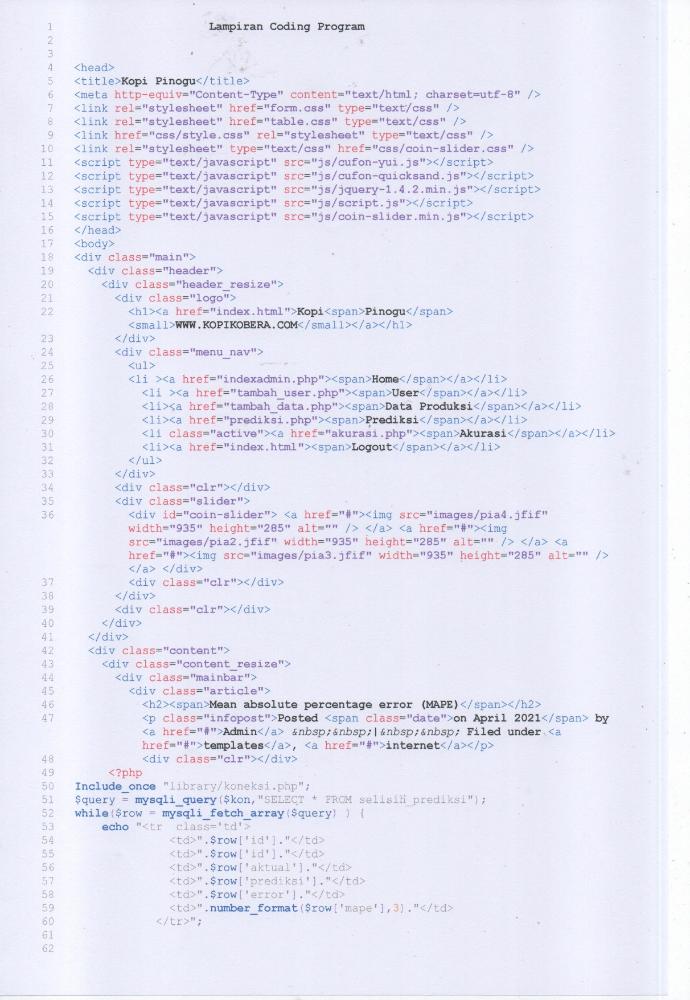 1 Lampiran Coding Program
2
3
4 <head>
5 <title>Kopi Pinogu</title>
6 <meta http-equiv="Content-Type" content="text/html; charset=utf-8" />
7 <link rel="stylesheet" href="form.css" type="text/css" />
8 <link rel="stylesheet" href="table.css" type="text/css" />
9 <link href="css/style.css" rel="stylesheet" type="text/css" />
10 <link rel="stylesheet" type="text/css" href="css/coin-slider.css" />
11 <script type="text/javascript" src="js/cufon-yui.js"></script>
12 <script type="text/javascript" src="js/cufon-quicksand.js"></script>
13 <script type="text/javascript" src="js/jquery-1.4.2.min.js"></script>
14 <script type="text/javascript" src="js/script.js"></script>
15 <script type="text/javascript" src="js/coin-slider.min.js"></script>
16 </head>
17 <body>
18 <div class="main">
19 <div class="header">
20 <div class="header_resize">
21 <div class="logo">
22 <h1><a href="index.html">Kopi<span>Pinogu</span>
<small>WWW.KOPIKOBERA.COM</small></a></h1>
23 </div>
24 <div class="menu_nav">
25 <ul>
26 <li ><a href="indexadmin.php"><span>Home</span></a></li>
27 <li ><a href="tambah_user.php"><span>User</span></a></li>
28 <li><a href="tambah_data.php"><span>Data Produksi</span></a></li>
29 <li><a href="prediksi.php"><span>Prediksi</span></a></li>
30 <li class="active"><a href="akurasi.php"><span>Akurasi</span></a></li>
31 <li><a href="index.html"><span>Logout</span></a></li>
32 </ul>
33 </div>
34 <div class="clr"></div>
35 <div class="slider">
36 <div id="coin-slider"> <a href="#"><img src="images/pia4.jfif"
width="935" height="285" alt="" /> </a> <a href="#"><img
src="images/pia2.jfif" width="935" height="285" alt="" /> </a> <a
href="#"><img src="images/pia3.jfif" width="935" height="285" alt="" />
</a> </div>
37 <div class="clr"></div>
38 </div>
39 <div class="clr"></div>
40 </div>
41 </div>
42 <div class="content">
43 <div class="content_resize">
44 <div class="mainbar">
45 <div class="article">
46 <h2><span>Mean absolute percentage error (MAPE)</span></h2>
47 <p class="infopost">Posted <span class="date">on April 2021</span> by
<a href="#">Admin</a> &nbsp;&nbsp;|&nbsp;&nbsp; Filed under <a
href="#">templates</a>, <a href="#">internet</a></p>
48 <div class="clr"></div>
49 <?php
50 Include_once "library/koneksi.php";
51 $query = mysqli_query($kon,"SELECT * FROM selisih_prediksi");
52 while($row = mysqli_fetch_array($query) ) {
53 echo "<tr  class='td'>
54 <td>".$row['id']."</td>
55 <td>".$row['id']."</td>
56 <td>".$row['aktual']."</td>
57 <td>".$row['prediksi']."</td>
58 <td>".$row['error']."</td>
59 <td>".number_format($row['mape'],3)."</td>
60 </tr>";
61
62